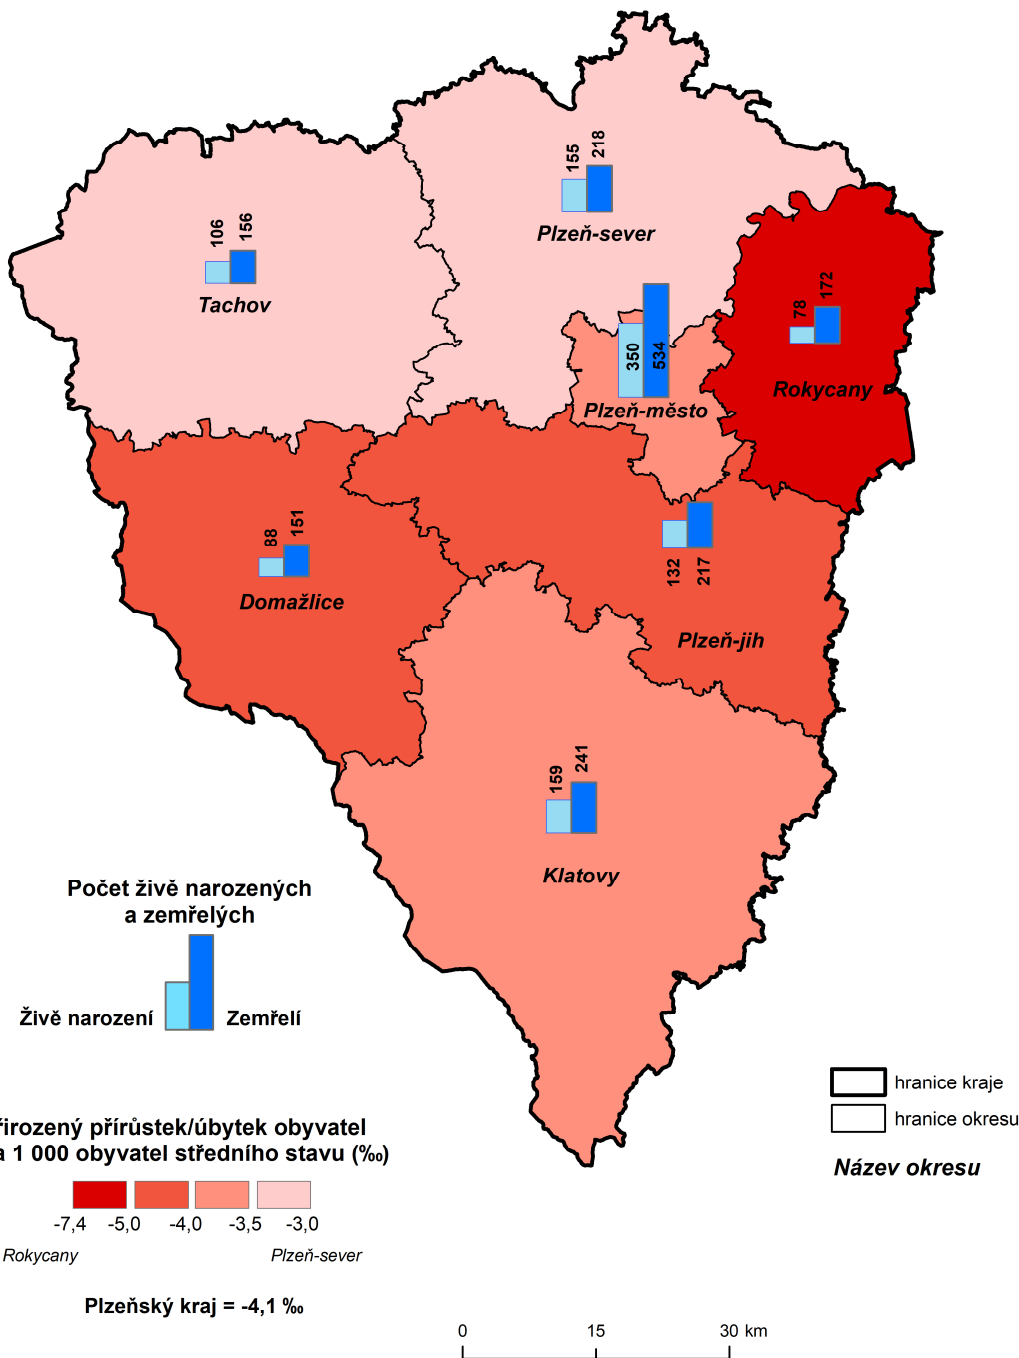 155
218
Plzeň-sever
106
156
Tachov
78
172
Rokycany
350
534
Plzeň-město
88
151
Domažlice
132
217
Plzeň-jih
159
241
Klatovy
Počet živě narozených
a zemřelých
Živě narození
Zemřelí
hranice kraje
hranice okresu
Název okresu
řirozený přírůstek/úbytek obyvatel
a 1 000 obyvatel středního stavu (‰)
-7,4 -5,0 -4,0 -3,5 -3,0
Rokycany Plzeň-sever
Plzeňský kraj = -4,1 ‰
0 15 30 km